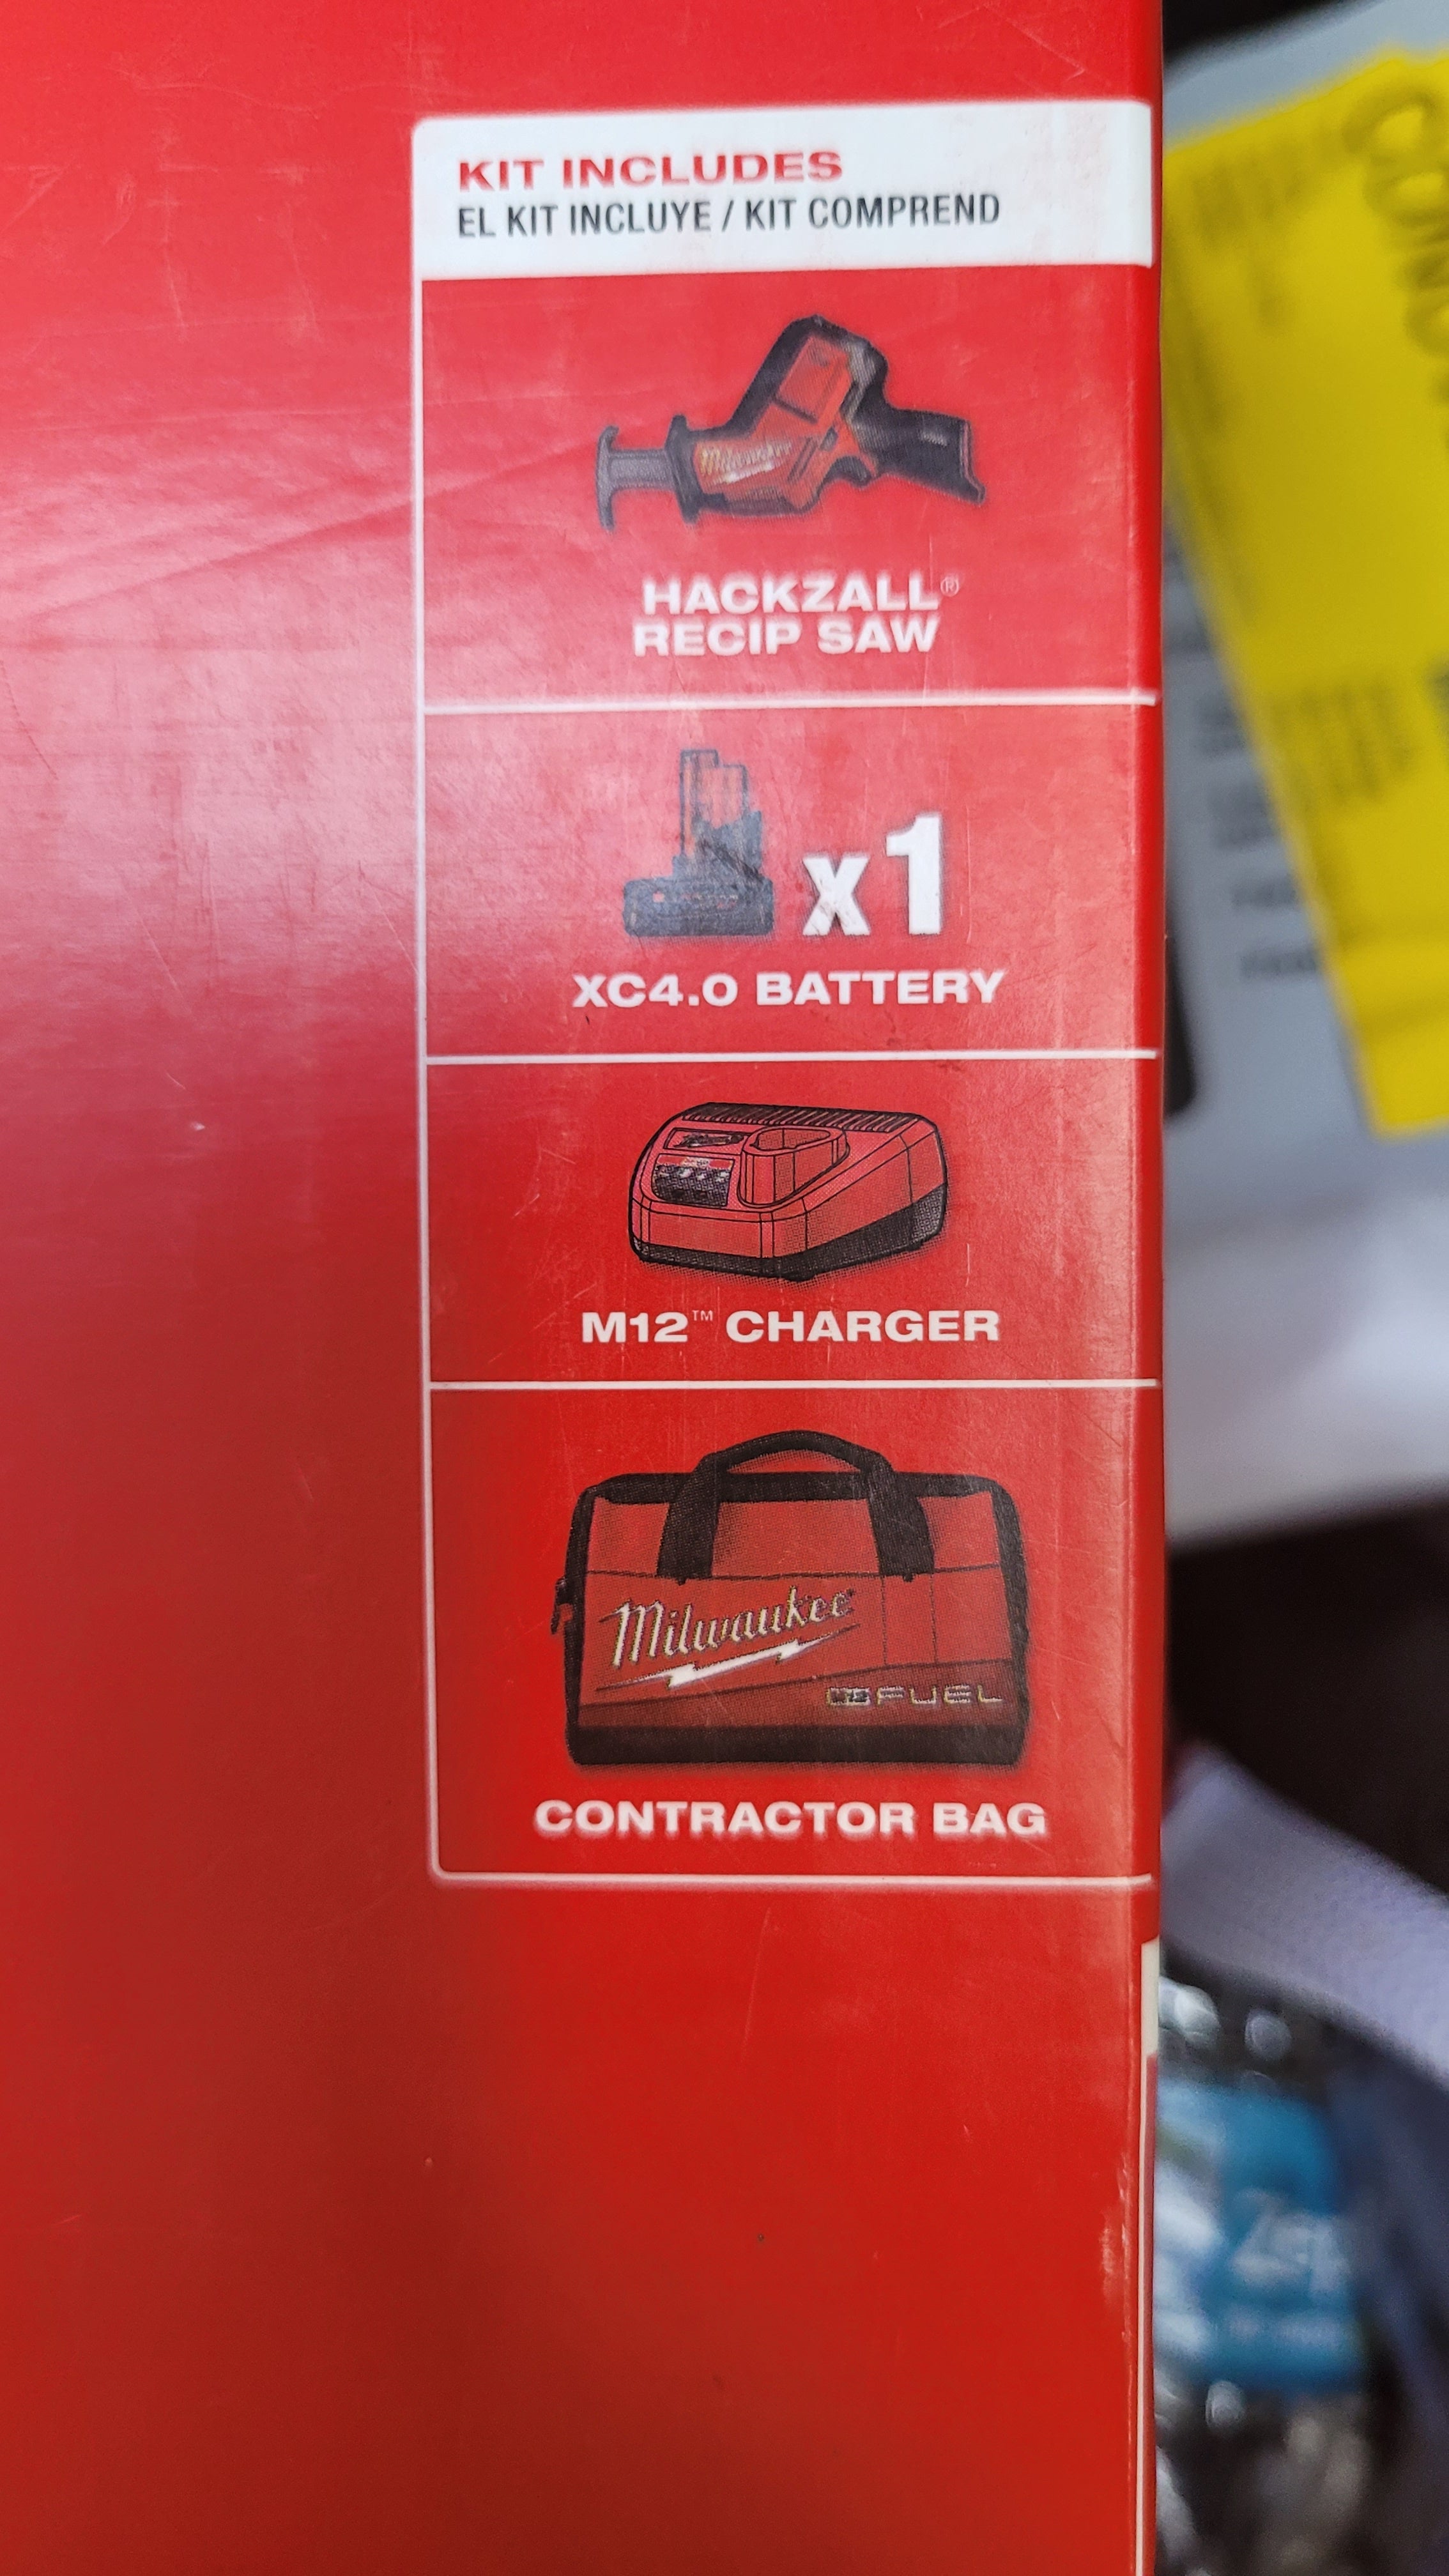 KIT INCLUDES
EL KIT INCLUYE / KIT COMPREND
Milwaukee
HACKZALL®
RECIP SAW
x1
XC4.0 BATTERY
M12™ CHARGER
Milwaukee
FUEL
CONTRACTOR BAG